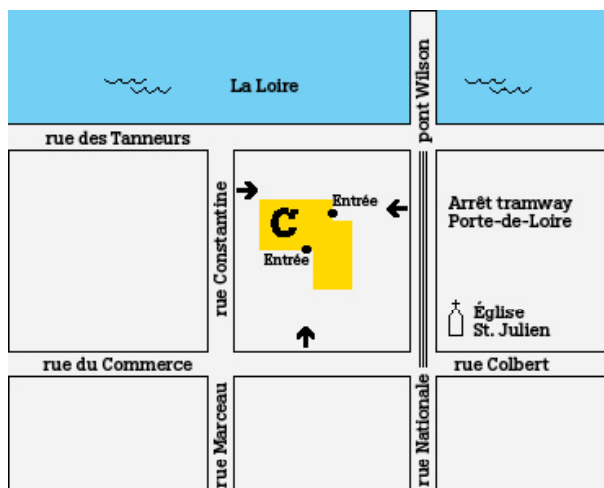 La Loire
pont Wilson
rue des Tanneurs
rue Constantine
Entrée
C
Entrée
Arrêt tramway
Porte-de-Loire
Église
St. Julien
rue du Commerce
rue Colbert
rue Marceau
rue Nationale